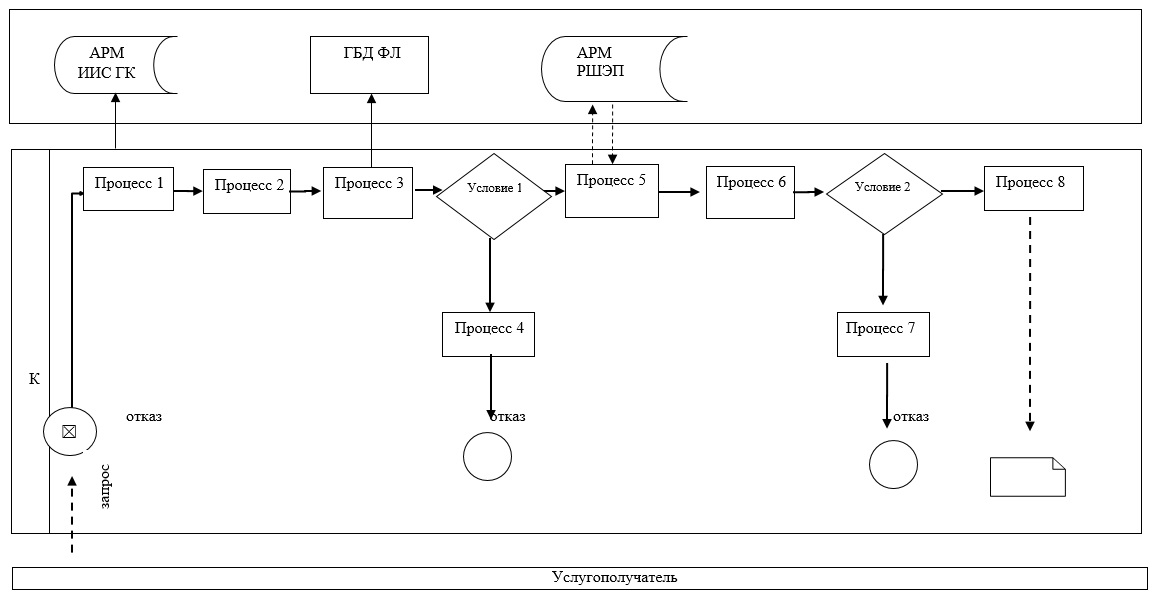 АРМ
ИИС ГК
ГБД ФЛ
АРМ
РШЭП
Процесс 1
Процесс 2
Процесс 3
Условие 1
Процесс 5
Процесс 6
Условие 2
Процесс 8
Процесс 4
Процесс 7
К
отказ
отказ
отказ
запрос
Услугополучатель